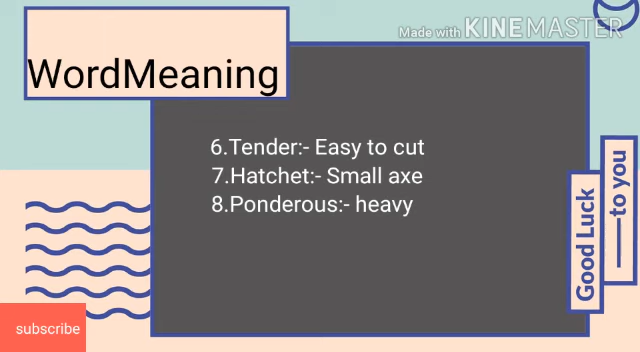 Made with KINEMASTER
WordMeaning
6.Tender:- Easy to cut
7.Hatchet:- Small axe
8.Ponderous:- heavy
Good Luck
to you
subscribe